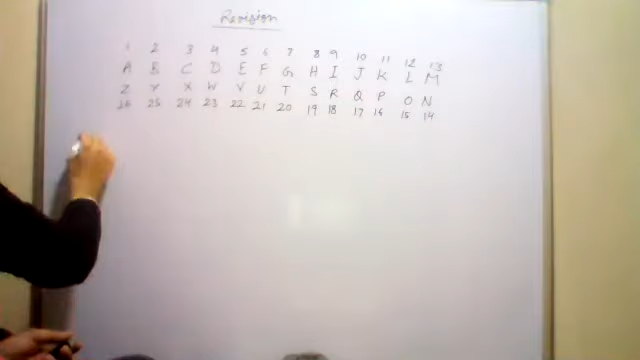 Revision
1 2 3 4 5 6 7 8 9 10 11 12 13
A B C D E F G H I J K L M
Z Y X W V U T S R Q P O N
26 25 24 23 22 21 20 19 18 17 16 15 14